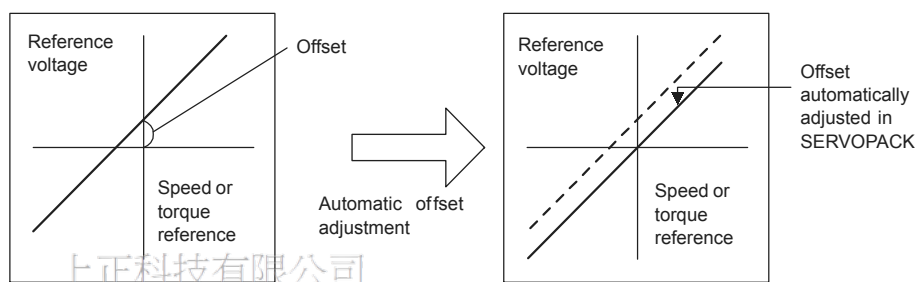 Reference
voltage
Offset
Speed or
torque
reference
Automatic offset
adjustment
Reference
voltage
Speed or
torque
reference
Offset
automatically
adjusted in
SERVOPACK
上正科技有限公司